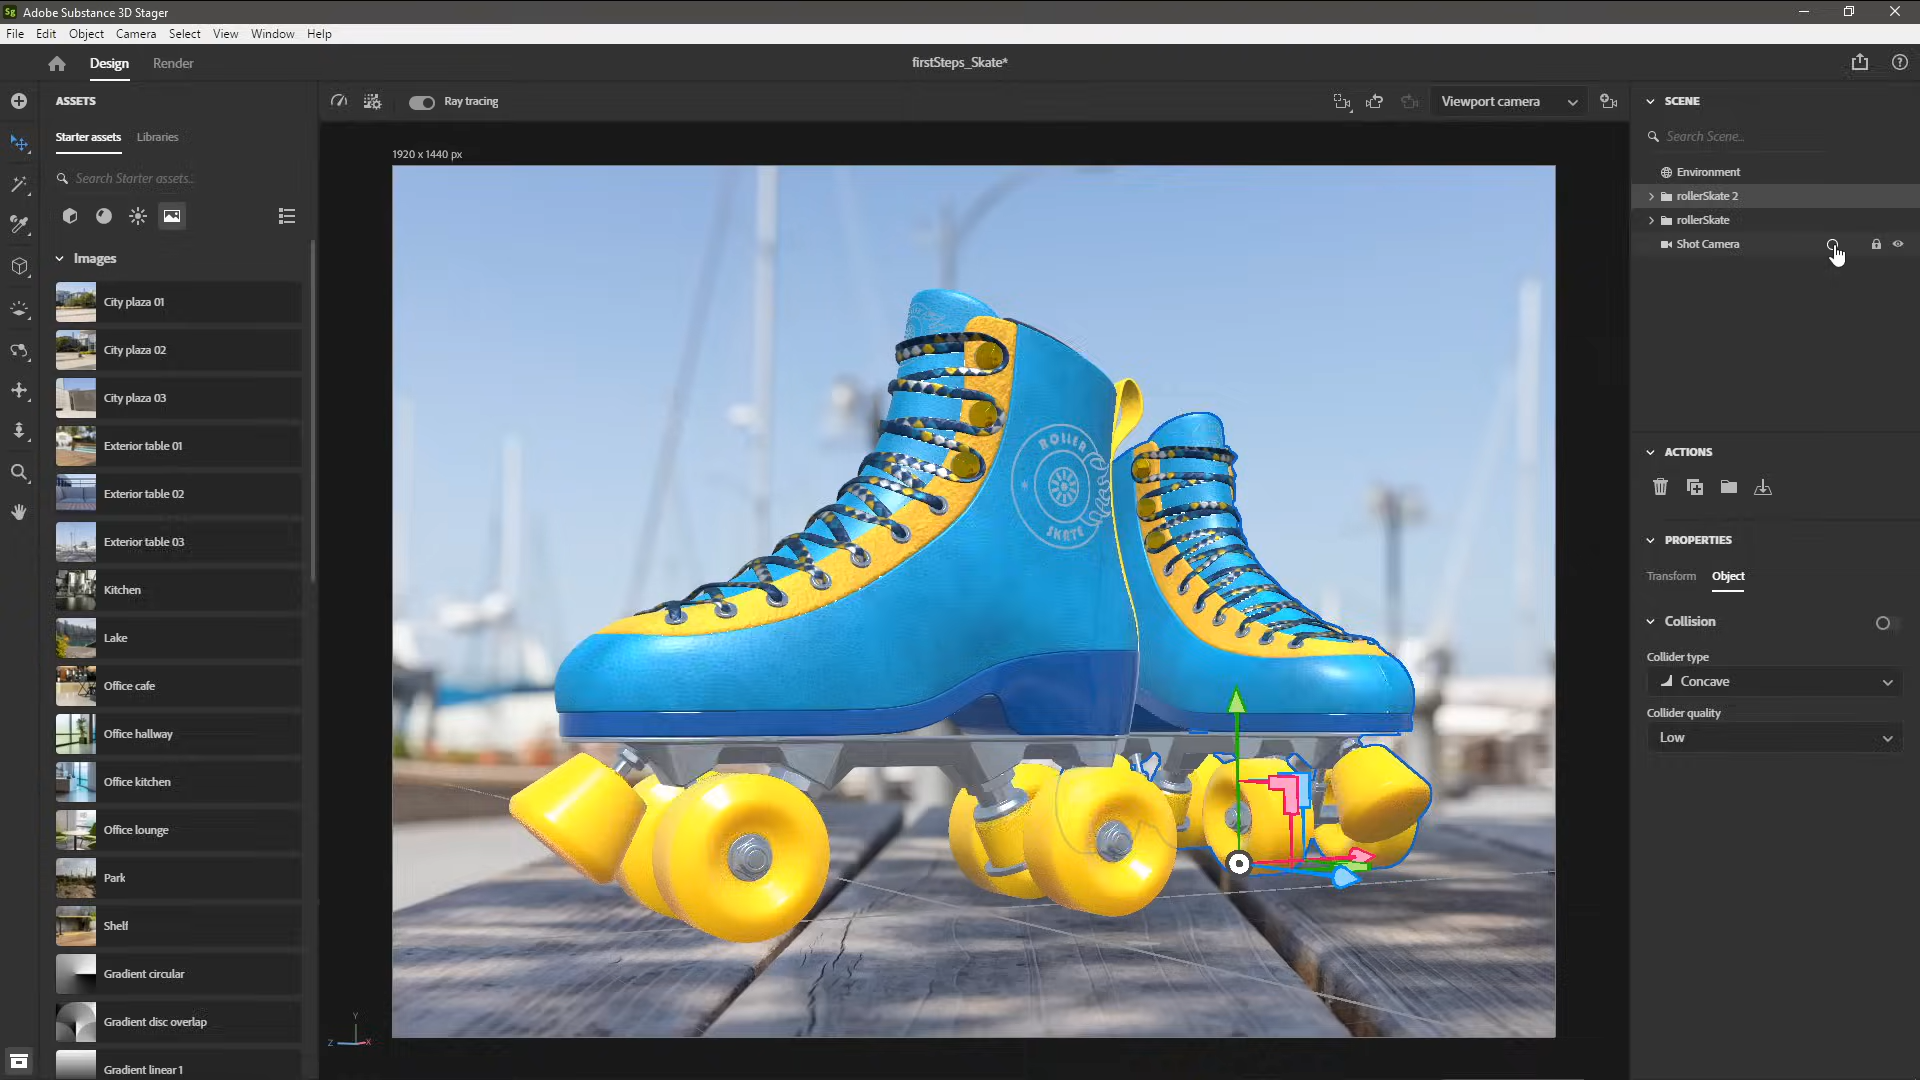 Sg Adobe Substance 3D Stager
File Edit Object Camera Select View Window Help
Design Render
firstSteps_Skate*
ASSETS
Starter assets Libraries
Search Starter assets...
Images
City plaza 01
City plaza 02
City plaza 03
Exterior table 01
Exterior table 02
Exterior table 03
Kitchen
Lake
Office cafe
Office hallway
Office kitchen
Office lounge
Park
Shelf
Gradient circular
Gradient disc overlap
Gradient linear 1
Ray tracing
Viewport camera
1920 x 1440 px
ROLLER
SKATE
Y
Z X
SCENE
Search Scene...
Environment
rollerSkate 2
rollerSkate
Shot Camera
ACTIONS
PROPERTIES
Transform Object
Collision
Collider type
Concave
Collider quality
Low